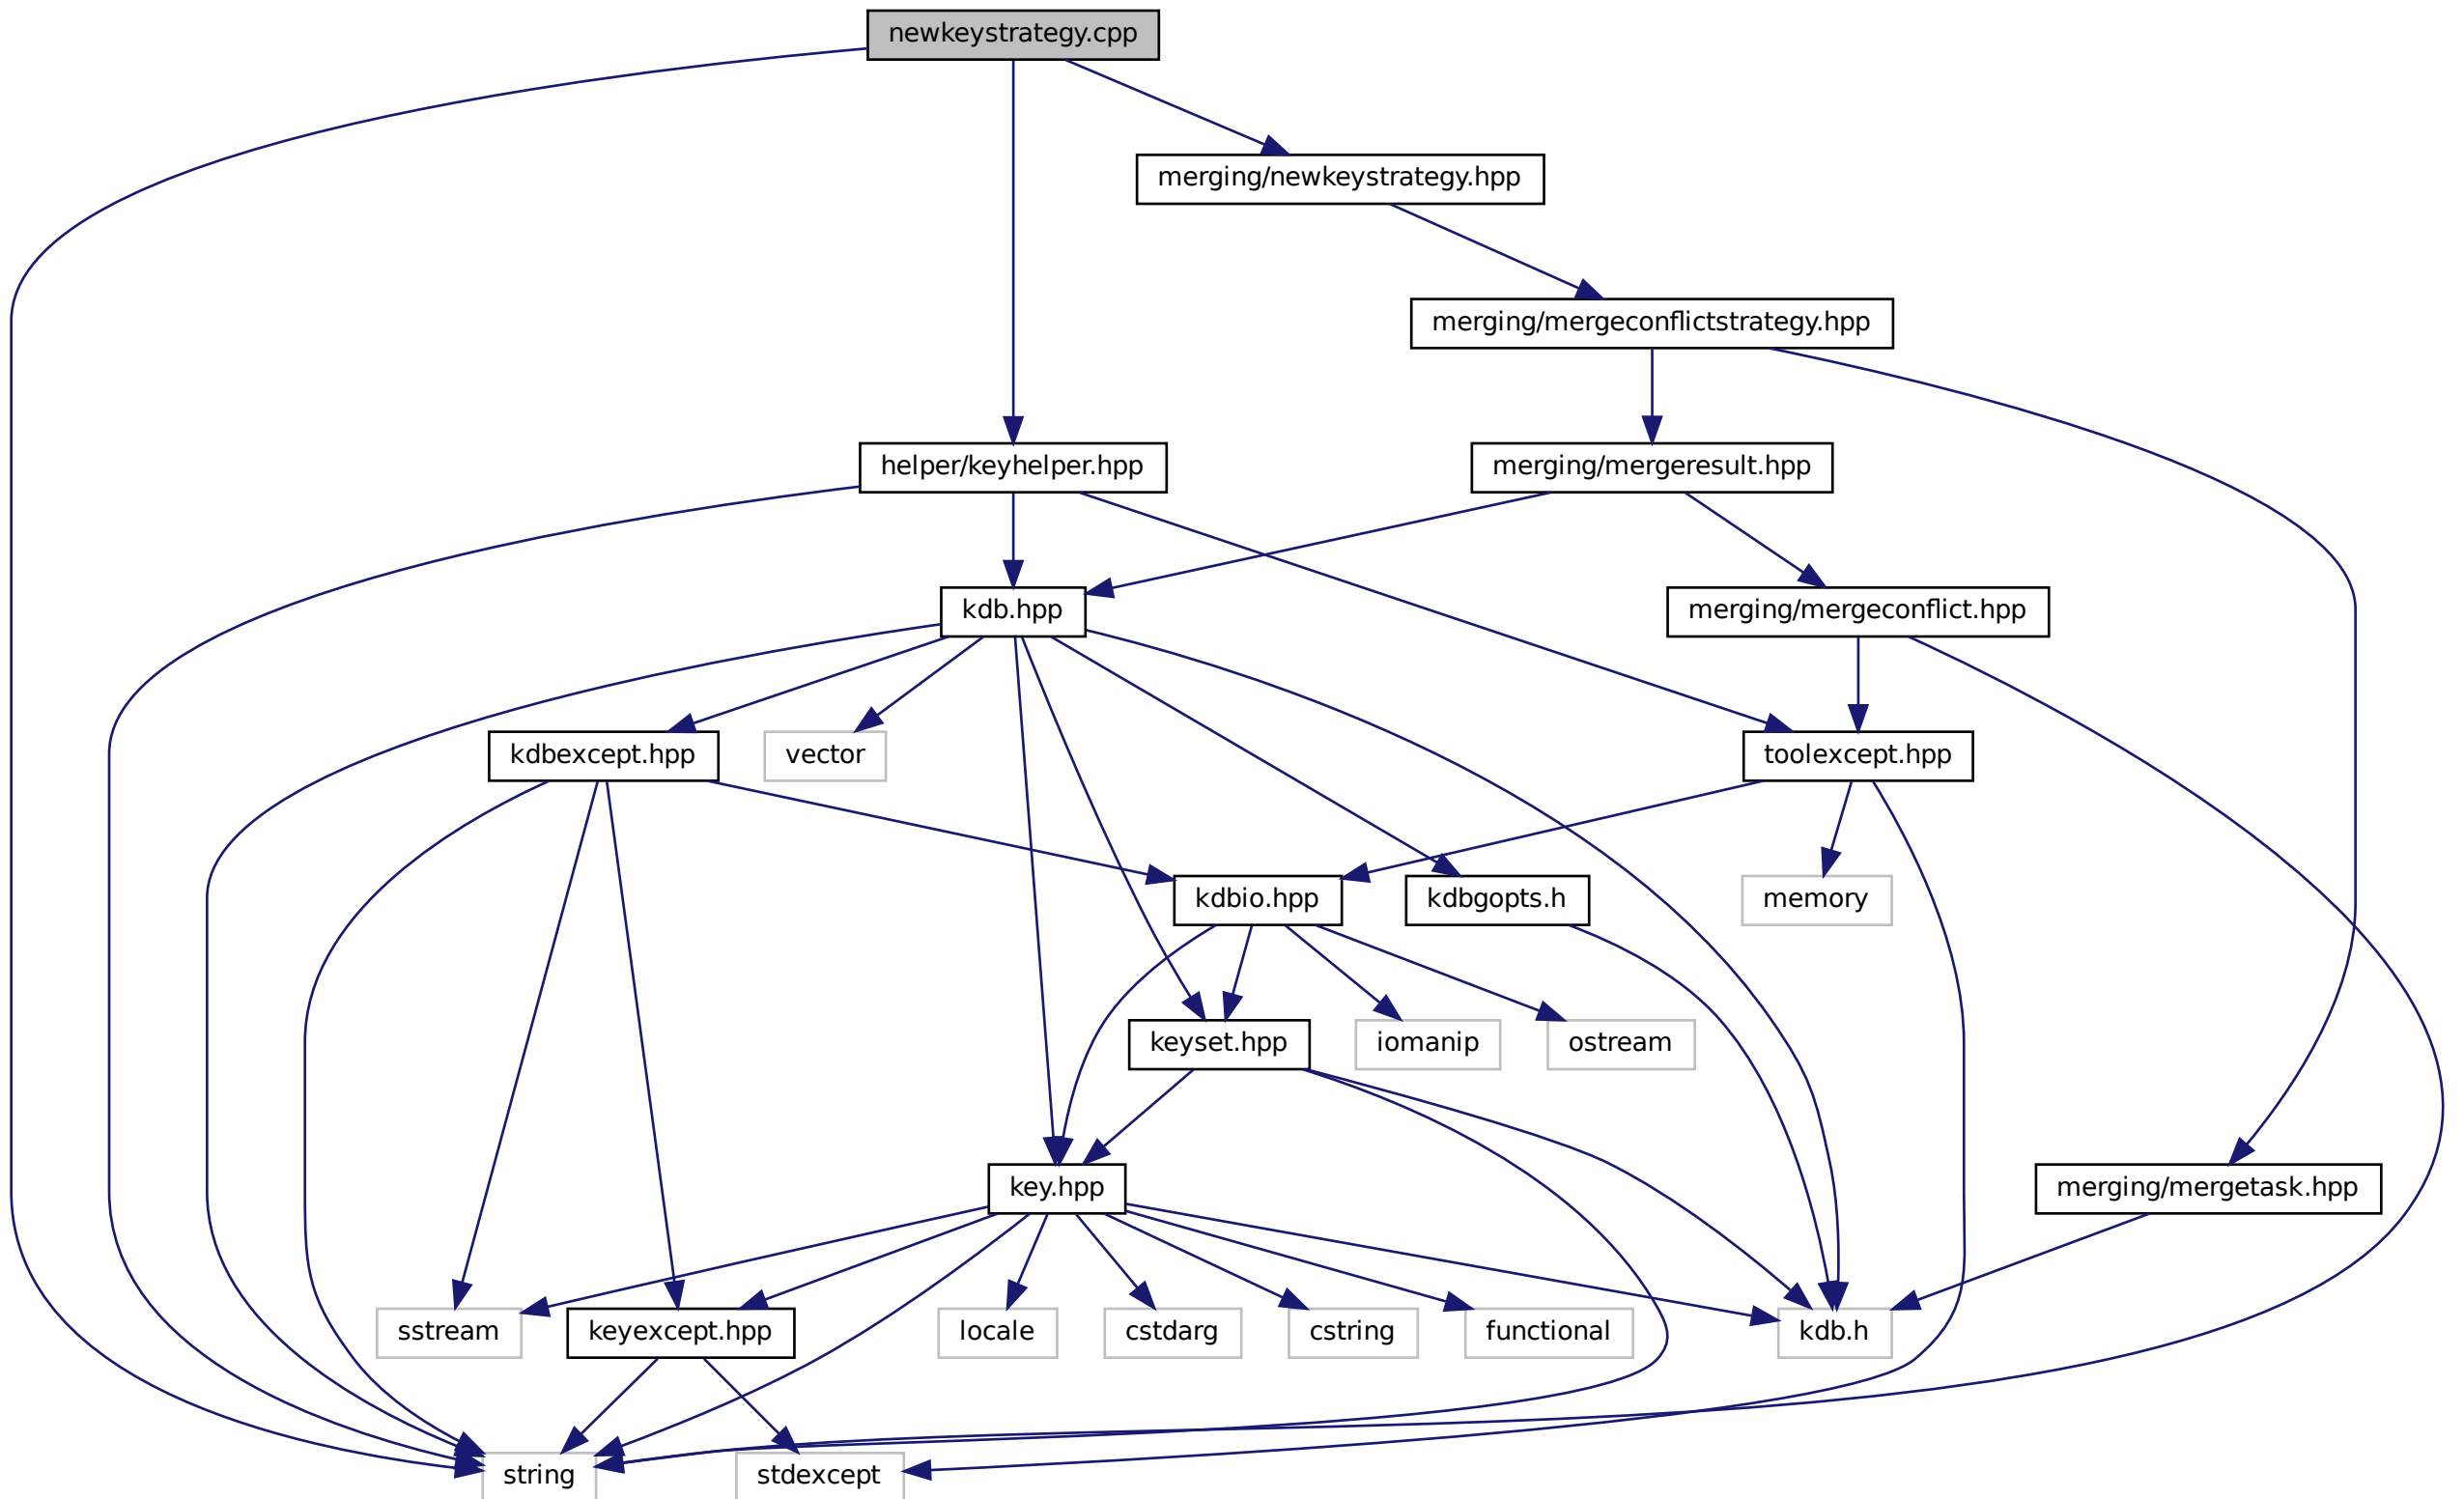 newkeystrategy.cpp
merging/newkeystrategy.hpp
merging/mergeconflictstrategy.hpp
helper/keyhelper.hpp
merging/mergeresult.hpp
kdb.hpp
merging/mergeconflict.hpp
kdbexcept.hpp
vector
toolexcept.hpp
kdbio.hpp
kdbgopts.h
memory
keyset.hpp
iomanip
ostream
key.hpp
merging/mergetask.hpp
sstream
keyexcept.hpp
locale
cstdarg
cstring
functional
kdb.h
string
stdexcept